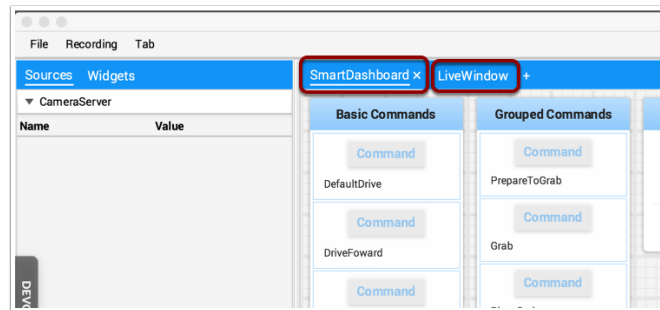 File Recording Tab
Sources Widgets
SmartDashboard × LiveWindow +
▼ CameraServer
Name Value
Basic Commands
Command
DefaultDrive
Command
DriveFoward
Command
Grouped Commands
Command
PrepareToGrab
Command
Grab
Command